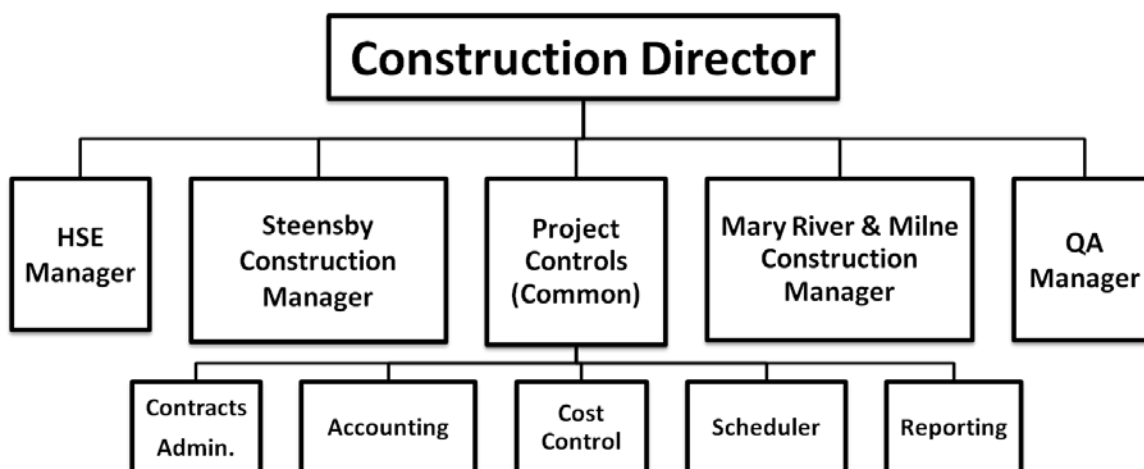 Construction Director
HSE
Manager
Steensby
Construction
Manager
Project
Controls
(Common)
Mary River & Milne
Construction
Manager
QA
Manager
Contracts
Admin.
Accounting
Cost
Control
Scheduler
Reporting